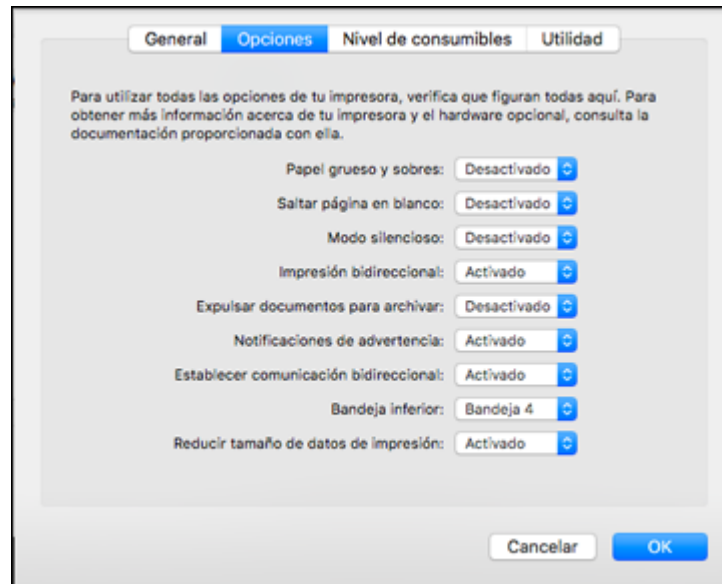 General Opciones Nivel de consumibles Utilidad
Para utilizar todas las opciones de tu impresora, verifica que figuran todas aquí. Para
obtener más información acerca de tu impresora y el hardware opcional, consulta la
documentación proporcionada con ella.
Papel grueso y sobres: Desactivado
Saltar página en blanco: Desactivado
Modo silencioso: Desactivado
Impresión bidireccional: Activado
Expulsar documentos para archivar: Desactivado
Notificaciones de advertencia: Activado
Establecer comunicación bidireccional: Activado
Bandeja inferior: Bandeja 4
Reducir tamaño de datos de impresión: Activado
Cancelar OK